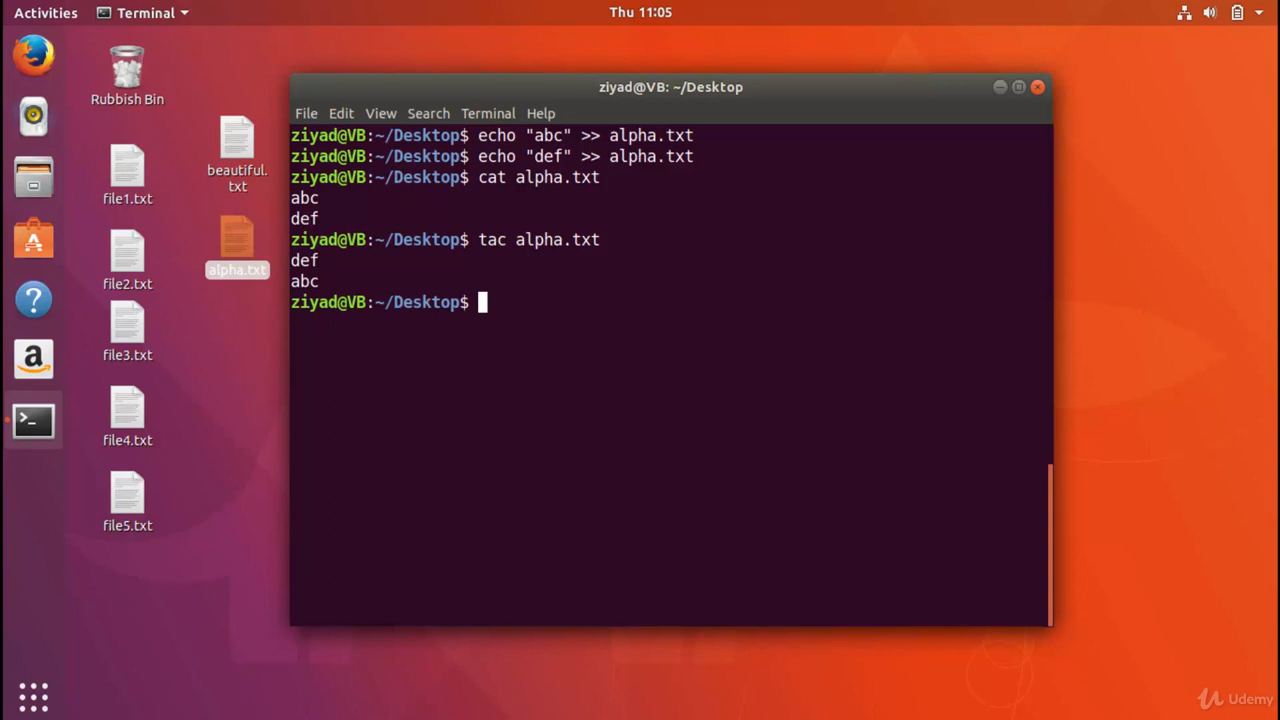 Activities
Terminal
Thu 11:05
Rubbish Bin
file1.txt
file2.txt
file3.txt
file4.txt
file5.txt
beautiful.
txt
alpha.txt
ziyad@VB: ~/Desktop
File Edit View Search Terminal Help
ziyad@VB:~/Desktop$ echo "abc" >> alpha.txt
ziyad@VB:~/Desktop$ echo "def" >> alpha.txt
ziyad@VB:~/Desktop$ cat alpha.txt
abc
def
ziyad@VB:~/Desktop$ tac alpha.txt
def
abc
ziyad@VB:~/Desktop$
Udemy